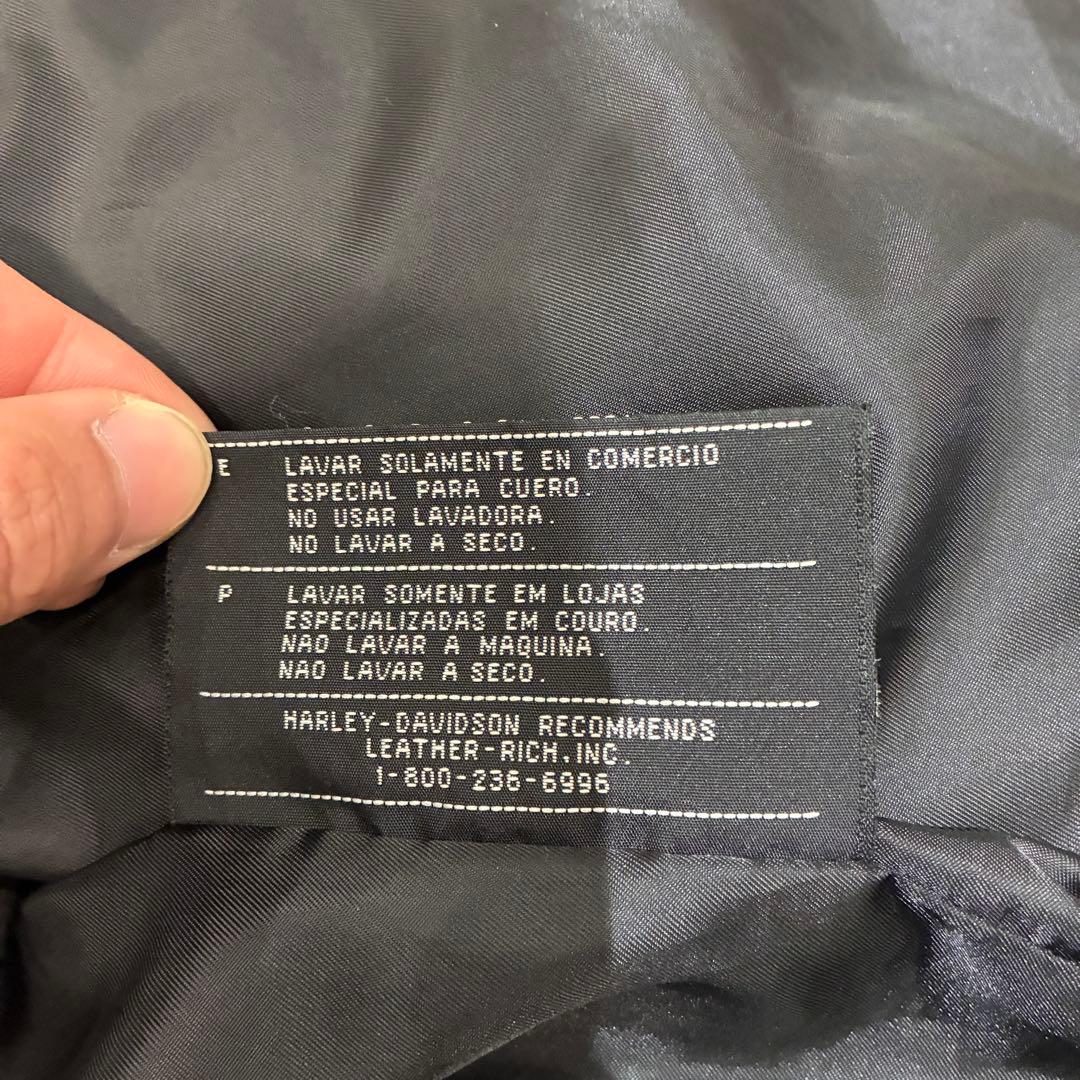 E LAVAR SOLAMENTE EN COMERCIO
ESPECIAL PARA CUERO.
NO USAR LAVADORA.
NO LAVAR A SECO.
P LAVAR SOMENTE EM LOJAS
ESPECIALIZADAS EM COURO.
NAO LAVAR A MAQUINA.
NAO LAVAR A SECO.
HARLEY-DAVIDSON RECOMMENDS
LEATHER-RICH,INC.
1-800-236-6996